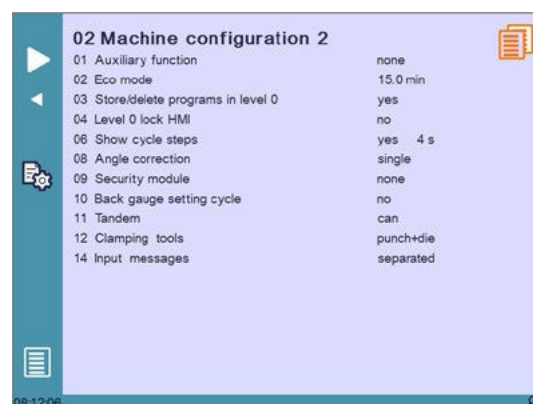 02 Machine configuration 2
01 Auxiliary function none
02 Eco mode 15.0 min
03 Store/delete programs in level 0 yes
04 Level 0 lock HMI no
06 Show cycle steps yes 4 s
08 Angle correction single
09 Security module none
10 Back gauge setting cycle no
11 Tandem can
12 Clamping tools punch+die
14 Input messages separated
08:12:06